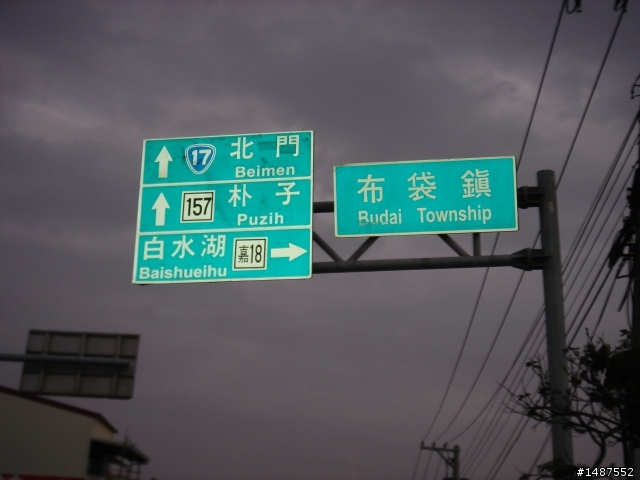 17 北門
Beimen
157 朴子
Puzih
白水湖 嘉18
Baishueihu
布袋鎮
Budai Township
#1487552